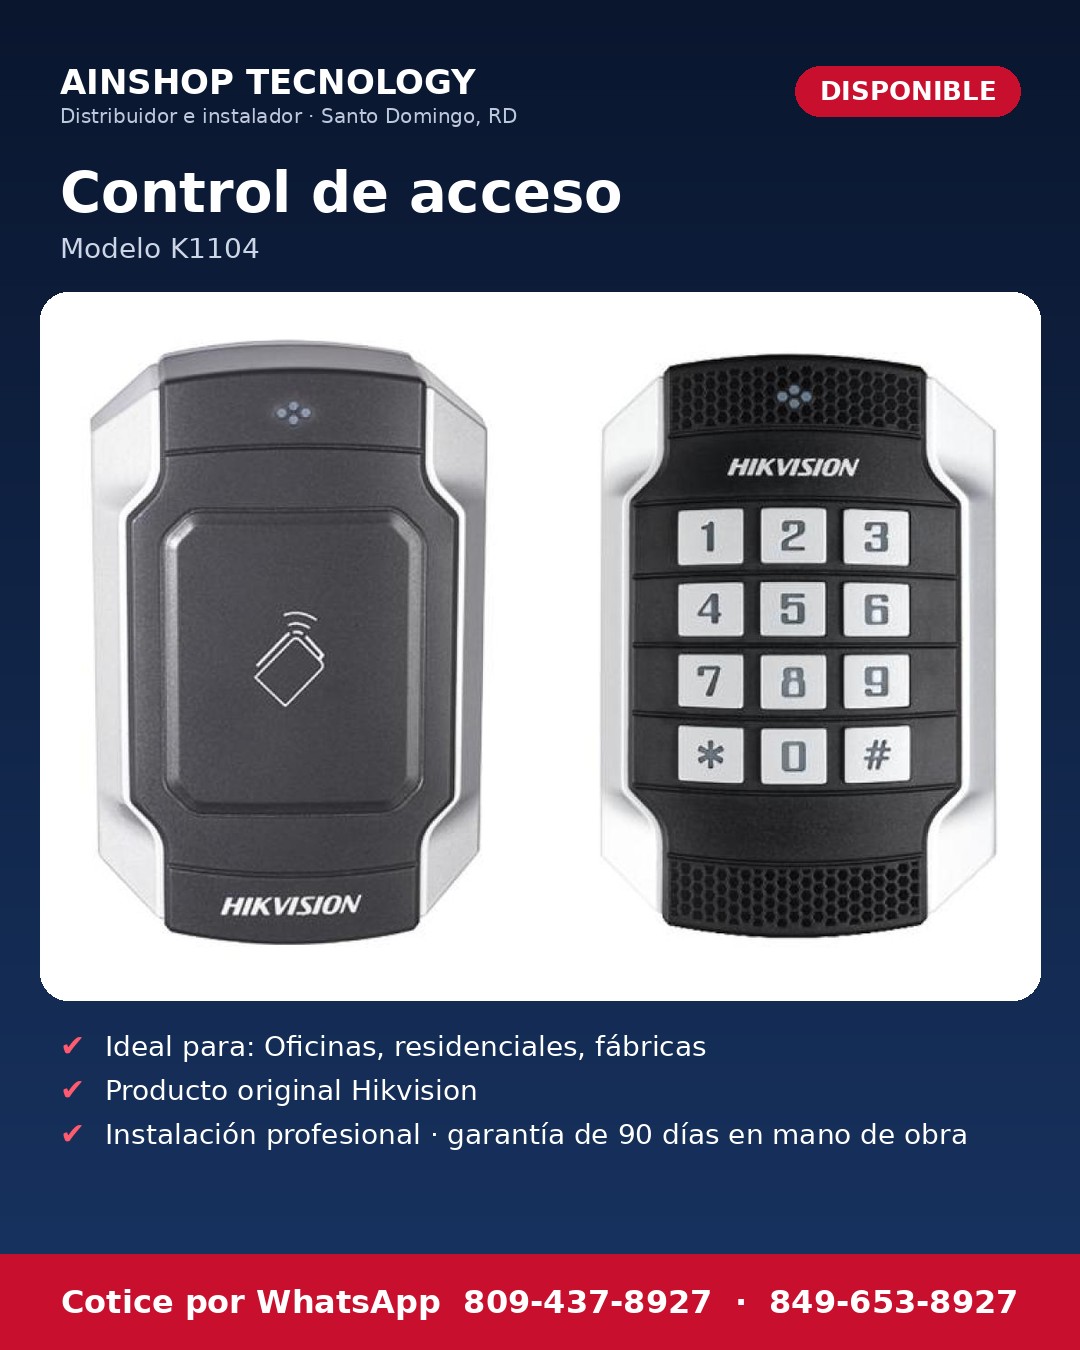 AINSHOP TECNOLOGY
Distribuidor e instalador · Santo Domingo, RD
DISPONIBLE
Control de acceso
Modelo K1104
HIKVISION
HIKVISION
1 2 3
4 5 6
7 8 9
* 0 #
✔ Ideal para: Oficinas, residenciales, fábricas
✔ Producto original Hikvision
✔ Instalación profesional · garantía de 90 días en mano de obra
Cotice por WhatsApp 809-437-8927 · 849-653-8927